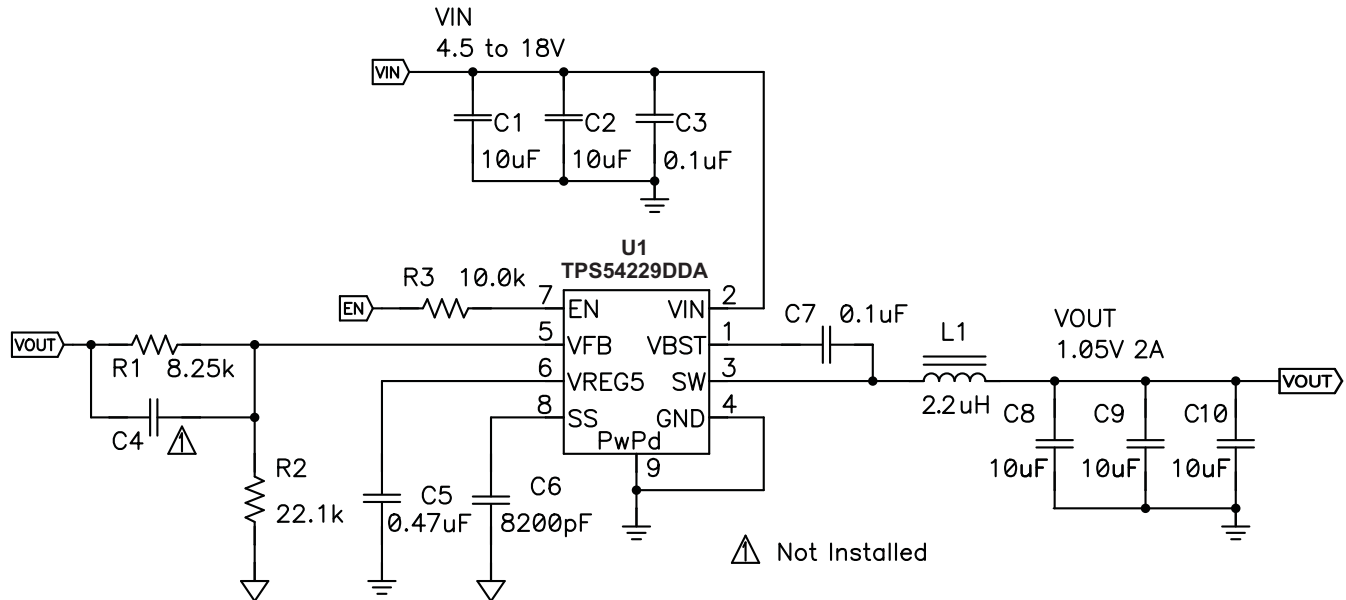 VIN
4.5 to 18V
VIN
C1
10uF
C2
10uF
C3
0.1uF
U1
TPS54229DDA
R3 10.0k
EN
7
EN
VIN
2
C7 0.1uF
VOUT
R1 8.25k
5
VFB
VBST
1
L1
VOUT
1.05V 2A
6
VREG5
SW
3
2.2uH
VOUT
C4
1
8
SS
GND
4
C8
10uF
C9
10uF
C10
10uF
PwPd
9
R2
22.1k
C5
0.47uF
C6
8200pF
1 Not Installed